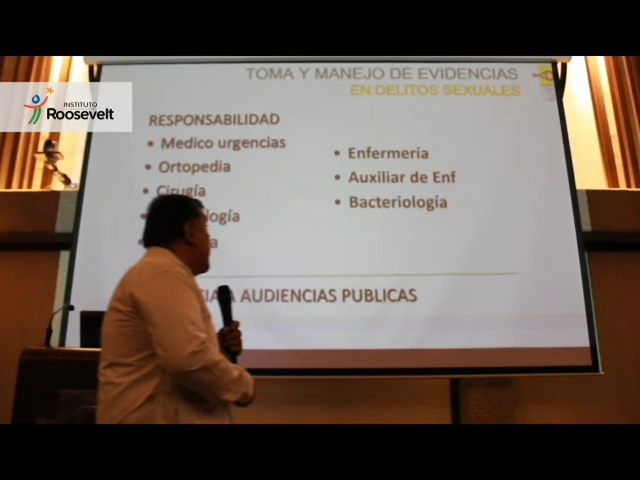 INSTITUTO
Roosevelt
TOMA Y MANEJO DE EVIDENCIAS
EN DELITOS SEXUALES
RESPONSABILIDAD
• Medico urgencias
• Ortopedia
• Cirugía
• Enfermería
• Auxiliar de Enf
• Bacteriología
A AUDIENCIAS PUBLICAS